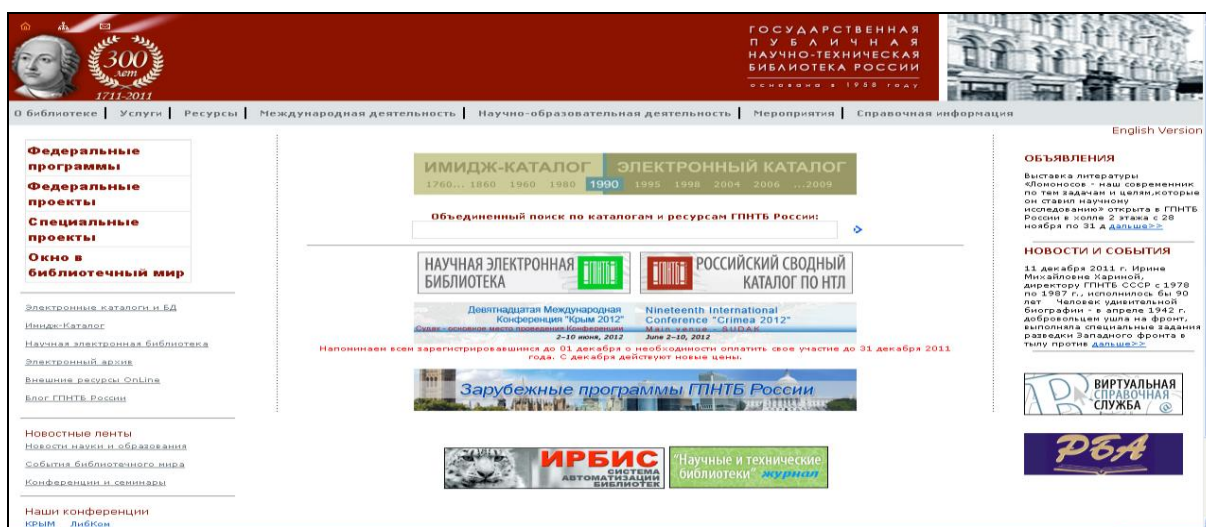 300
лет
1711-2011
ГОСУДАРСТВЕННАЯ
ПУБЛИЧНАЯ
НАУЧНО-ТЕХНИЧЕСКАЯ
БИБЛИОТЕКА РОССИИ
основана в 1958 году
О библиотеке | Услуги | Ресурсы | Международная деятельность | Научно-образовательная деятельность | Мероприятия | Справочная информация
English Version
Федеральные
программы
Федеральные
проекты
Специальные
проекты
Окно в
библиотечный мир
Электронные каталоги и БД
Имидж-Каталог
Научная электронная библиотека
Электронный архив
Внешние ресурсы OnLine
Блог ГПНТБ России
Новостные ленты
Новости науки и образования
События библиотечного мира
Конференции и семинары
Наши конференции
КРЫМ ЛибКом
ИМИДЖ-КАТАЛОГ ЭЛЕКТРОННЫЙ КАТАЛОГ
1760... 1860 1960 1980 1990 1995 1998 2004 2006 ...2009
Объединенный поиск по каталогам и ресурсам ГПНТБ России:
НАУЧНАЯ ЭЛЕКТРОННАЯ
БИБЛИОТЕКА
ГПНТБ
ГПНТБ
РОССИЙСКИЙ СВОДНЫЙ
КАТАЛОГ ПО НТЛ
Девятнадцатая Международная
Конференция "Крым 2012"
Судак - основное место проведения Конференции
2-10 июня, 2012
Nineteenth International
Conference "Crimea 2012"
Main venue - SUDAK
June 2-10, 2012
Напоминаем всем зарегистрировавшимся до 01 декабря о необходимости оплатить свое участие до 31 декабря 2011
года. С декабря действуют новые цены.
Зарубежные программы ГПНТБ России
ИРБИС
СИСТЕМА
АВТОМАТИЗАЦИИ
БИБЛИОТЕК
"Научные и технические
библиотеки" журнал
ОБЪЯВЛЕНИЯ
Выставка литературы
«Ломоносов - наш современник
по тем задачам и целям,которые
он ставил научному
исследованию» открыта в ГПНТБ
России в холле 2 этажа с 28
ноября по 31 д дальше>>
НОВОСТИ И СОБЫТИЯ
11 декабря 2011 г. Ирине
Михайловне Хариной,
директору ГПНТБ СССР с 1978
по 1987 г., исполнилось бы 90
лет Человек удивительной
биографии - в апреле 1942 г.
добровольцем ушла на фронт,
выполняла специальные задания
разведки Западного фронта в
тылу против дальше>>
ВИРТУАЛЬНАЯ
СПРАВОЧНАЯ
СЛУЖБА @
РБА